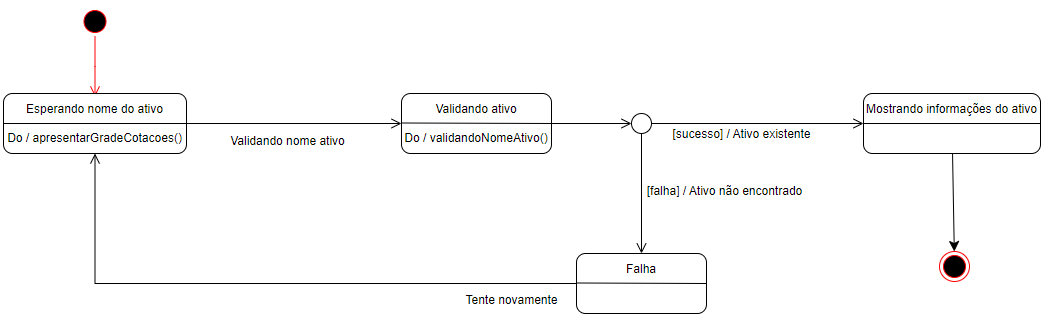 Esperando nome do ativo
Do / apresentarGradeCotacoes()
Validando nome ativo
Validando ativo
Do / validandoNomeAtivo()
[sucesso] / Ativo existente
Mostrando informações do ativo
[falha] / Ativo não encontrado
Falha
Tente novamente